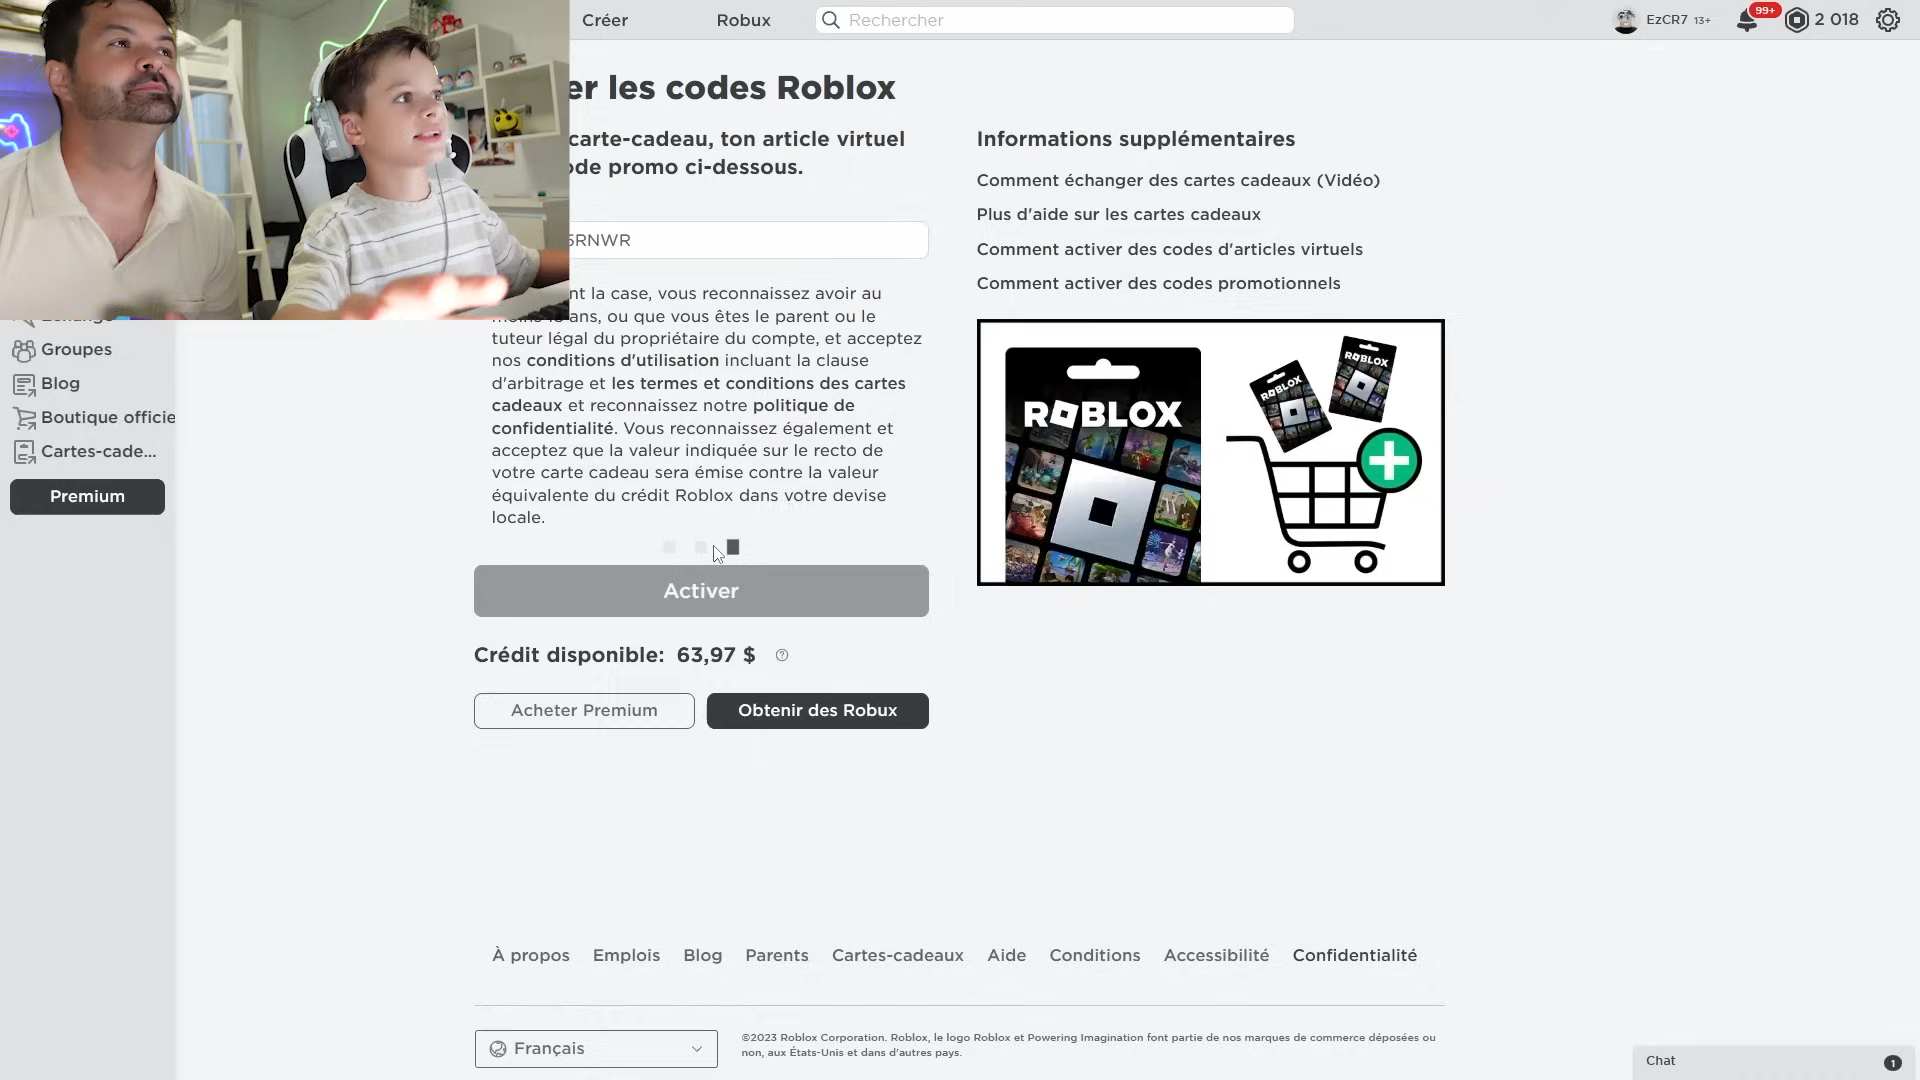 Créer
Robux
Rechercher
EzCR7 13+
99+
2 018
er les codes Roblox
carte-cadeau, ton article virtuel
ode promo ci-dessous.
5RNWR
nt la case, vous reconnaissez avoir au
ans, ou que vous êtes le parent ou le
tuteur légal du propriétaire du compte, et acceptez
nos conditions d'utilisation incluant la clause
d'arbitrage et les termes et conditions des cartes
cadeaux et reconnaissez notre politique de
confidentialité. Vous reconnaissez également et
acceptez que la valeur indiquée sur le recto de
votre carte cadeau sera émise contre la valeur
équivalente du crédit Roblox dans votre devise
locale.
Activer
Crédit disponible: 63,97 $
Acheter Premium
Obtenir des Robux
Informations supplémentaires
Comment échanger des cartes cadeaux (Vidéo)
Plus d'aide sur les cartes cadeaux
Comment activer des codes d'articles virtuels
Comment activer des codes promotionnels
ROBLOX
ROBLOX
ROBLOX
Groupes
Blog
Boutique officie
Cartes-cade...
Premium
À propos
Emplois
Blog
Parents
Cartes-cadeaux
Aide
Conditions
Accessibilité
Confidentialité
Français
©2023 Roblox Corporation. Roblox, le logo Roblox et Powering Imagination font partie de nos marques de commerce déposées ou
non, aux États-Unis et dans d'autres pays.
Chat
1